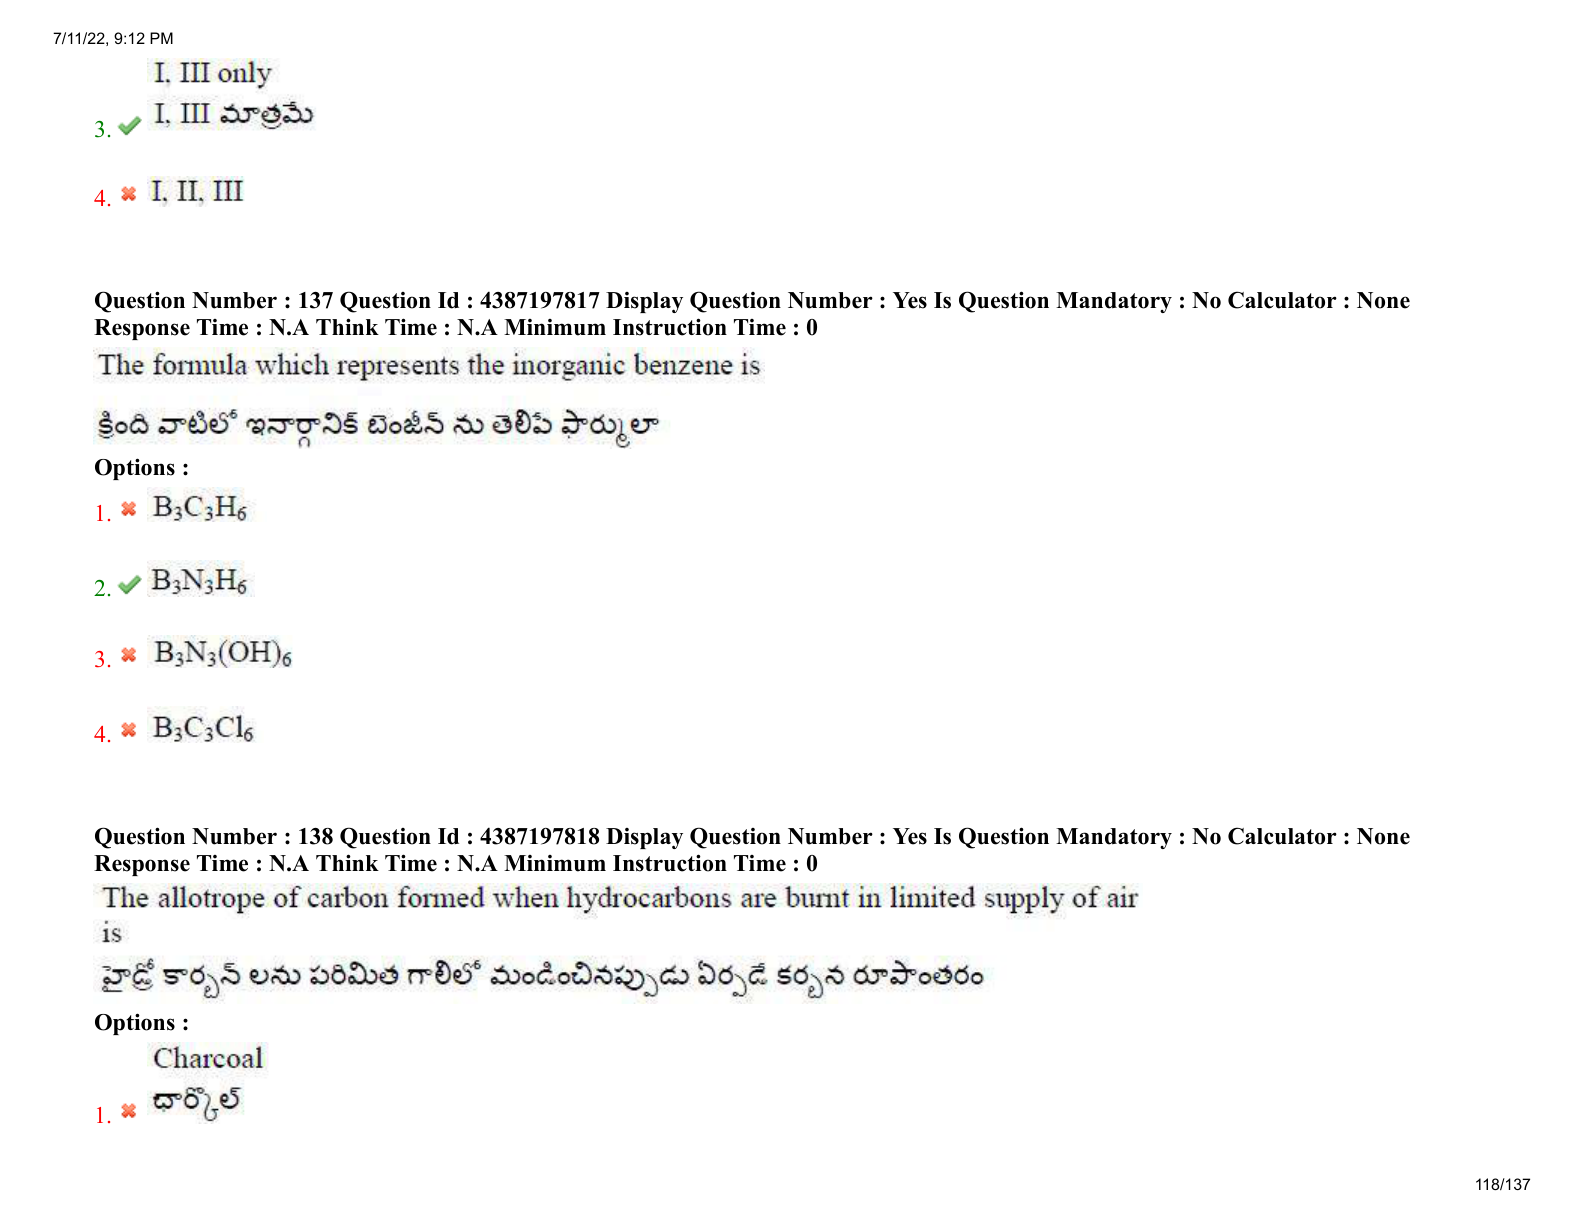 7/11/22, 9:12 PM
I, III only
I, III మాత్రమే
3.
4. I, II, III
Question Number : 137 Question Id : 4387197817 Display Question Number : Yes Is Question Mandatory : No Calculator : None
Response Time : N.A Think Time : N.A Minimum Instruction Time : 0
The formula which represents the inorganic benzene is
క్రింది వాటిలో ఇనార్గానిక్ బెంజీన్ ను తెలిపే ఫార్ములా
Options :
1. B₃C₃H₆
2. B₃N₃H₆
3. B₃N₃(OH)₆
4. B₃C₃Cl₆
Question Number : 138 Question Id : 4387197818 Display Question Number : Yes Is Question Mandatory : No Calculator : None
Response Time : N.A Think Time : N.A Minimum Instruction Time : 0
The allotrope of carbon formed when hydrocarbons are burnt in limited supply of air
is
హైడ్రో కార్బన్ లను పరిమిత గాలిలో మండించినప్పుడు ఏర్పడే కర్బన రూపాంతరం
Options :
Charcoal
ఛార్కోల్
1.
118/137